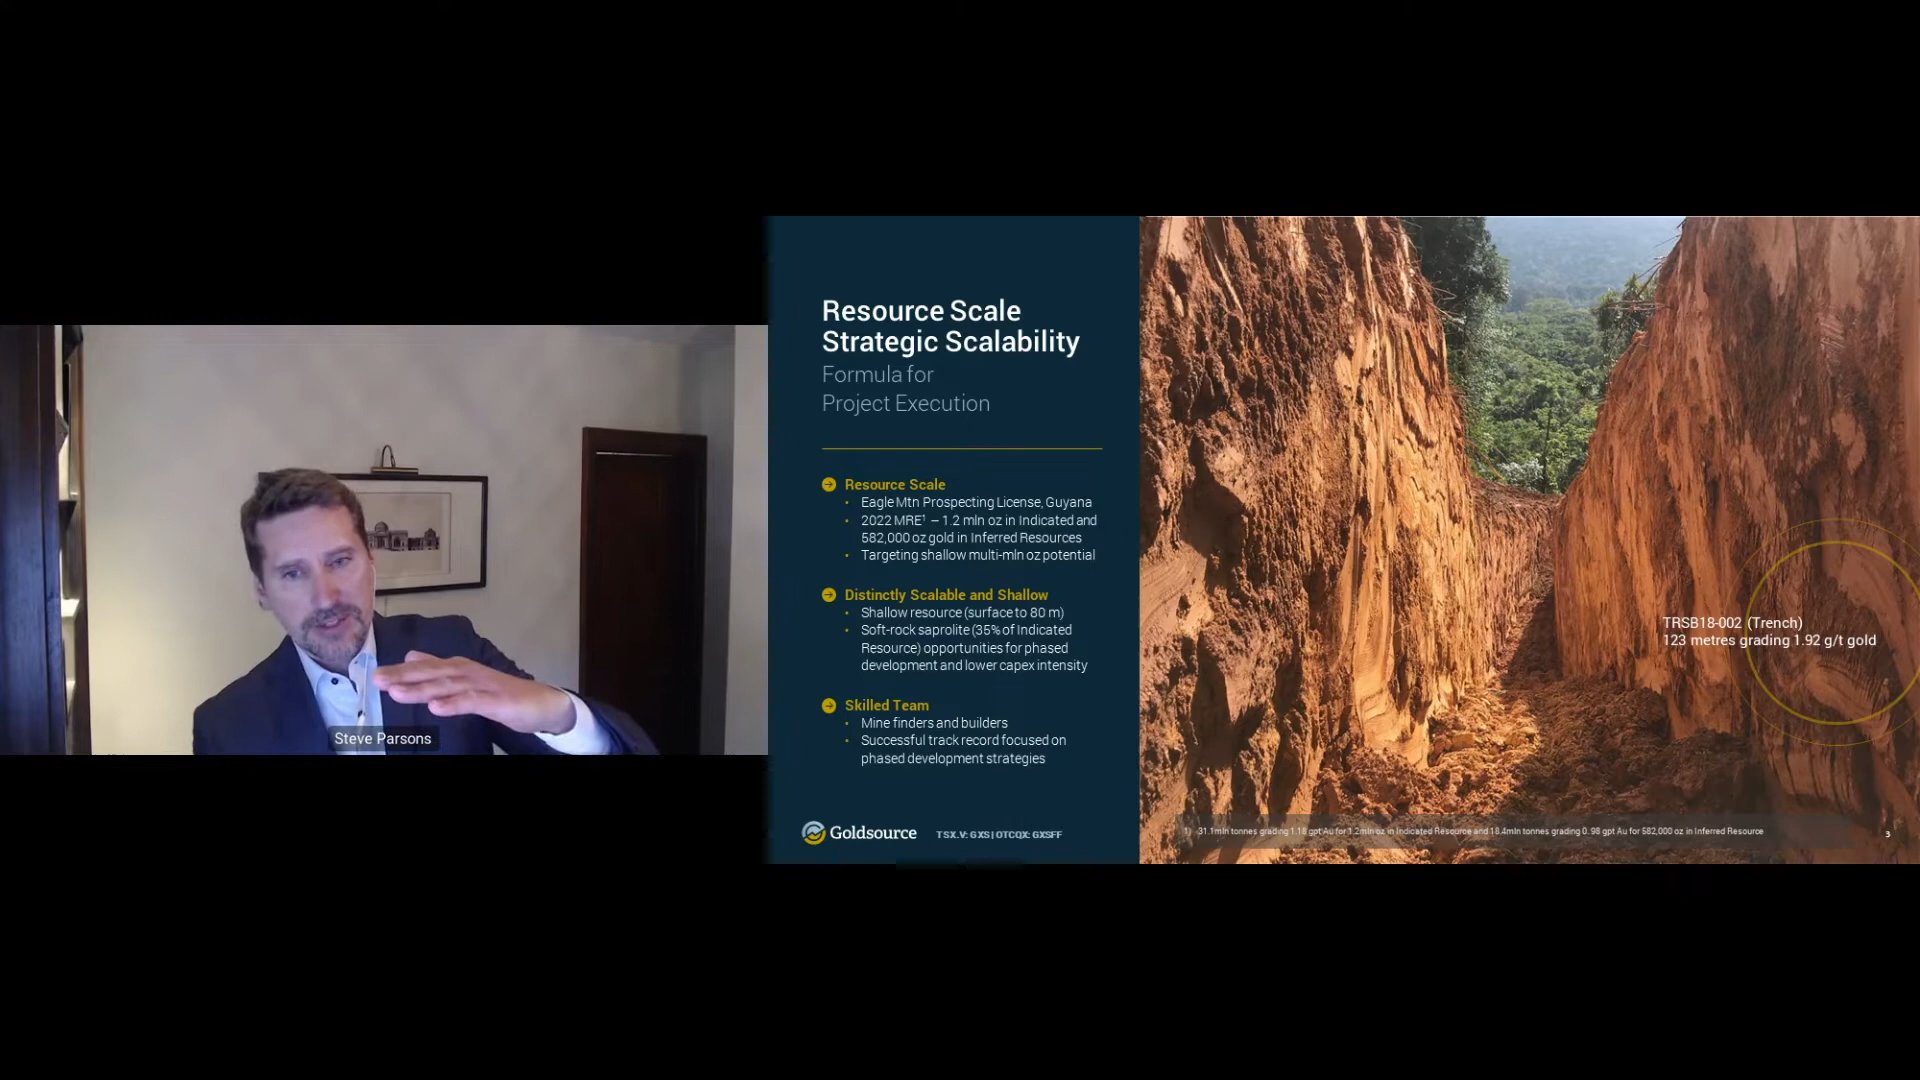 Steve Parsons
Resource Scale
Strategic Scalability
Formula for
Project Execution
Resource Scale
• Eagle Mtn Prospecting License, Guyana
• 2022 MRE¹ – 1.2 mln oz in Indicated and
582,000 oz gold in Inferred Resources
• Targeting shallow multi-mln oz potential
Distinctly Scalable and Shallow
• Shallow resource (surface to 80 m)
• Soft-rock saprolite (35% of Indicated
Resource) opportunities for phased
development and lower capex intensity
Skilled Team
• Mine finders and builders
• Successful track record focused on
phased development strategies
Goldsource
TSX.V: GXS | OTCQX: GXSFF
TRSB18-002 (Trench)
123 metres grading 1.92 g/t gold
1) 31.1mln tonnes grading 1.18 gpt Au for 1.2mln oz in Indicated Resource and 18.4mln tonnes grading 0.98 gpt Au for 582,000 oz in Inferred Resource
3